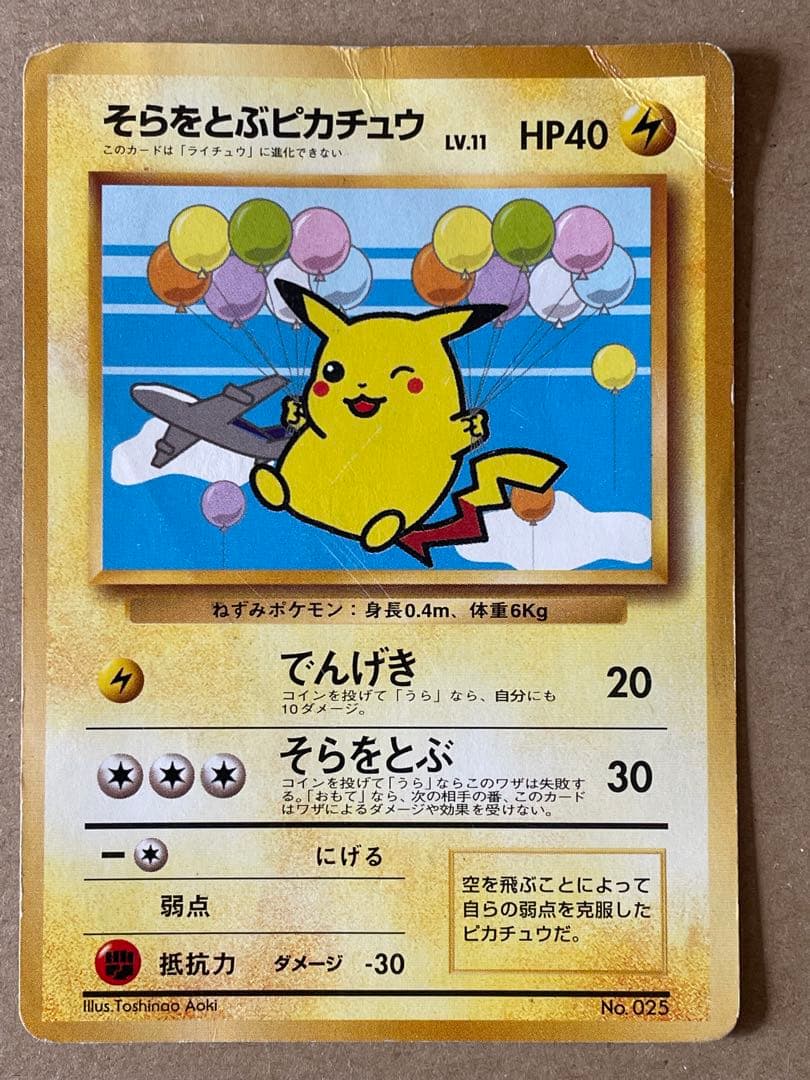 そらをとぶピカチュウ LV.11 HP40
このカードは「ライチュウ」に進化できない
ねずみポケモン：身長0.4m、体重6Kg
でんげき 20
コインを投げて「うら」なら、自分にも
10ダメージ。
そらをとぶ 30
コインを投げて「うら」ならこのワザは失敗す
る。「おもて」なら、次の相手の番、このカード
はワザによるダメージや効果を受けない。
にげる
弱点
抵抗力 ダメージ -30
空を飛ぶことによって
自らの弱点を克服した
ピカチュウだ。
Illus.Toshinao Aoki No. 025